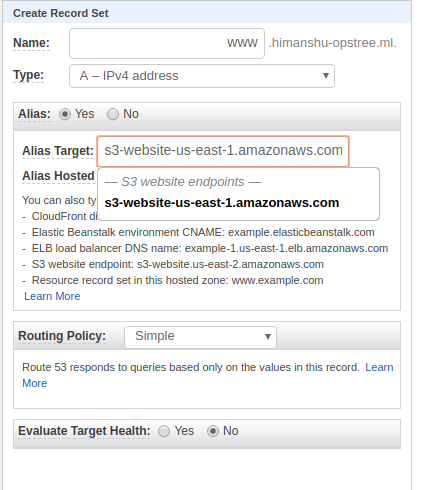 Create Record Set
Name: www .himanshu-opstree.ml.
Type: A – IPv4 address
Alias: Yes No
Alias Target: s3-website-us-east-1.amazonaws.com
Alias Hosted
— S3 website endpoints —
s3-website-us-east-1.amazonaws.com
You can also ty
- CloudFront di
- Elastic Beanstalk environment CNAME: example.elasticbeanstalk.com
- ELB load balancer DNS name: example-1.us-east-1.elb.amazonaws.com
- S3 website endpoint: s3-website.us-east-2.amazonaws.com
- Resource record set in this hosted zone: www.example.com
Learn More
Routing Policy: Simple
Route 53 responds to queries based only on the values in this record. Learn
More
Evaluate Target Health: Yes No